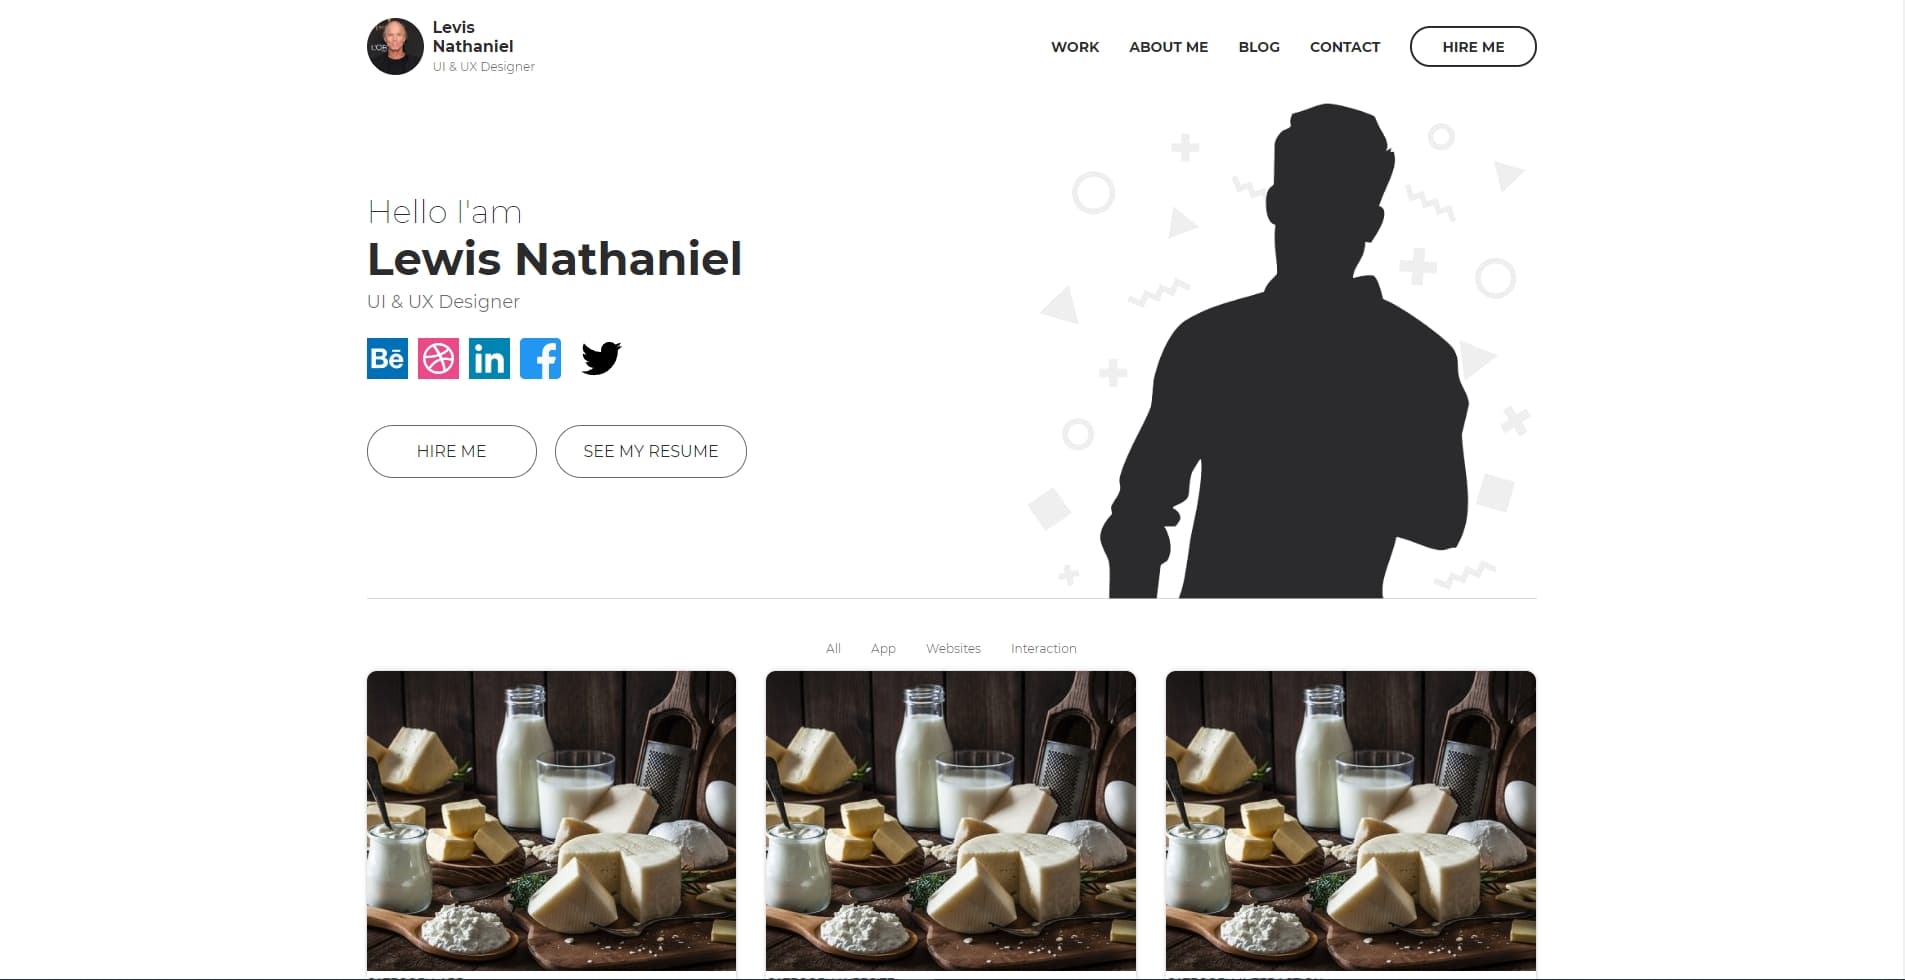 Levis
Nathaniel
UI & UX Designer
WORK ABOUT ME BLOG CONTACT HIRE ME
Hello I'am
Lewis Nathaniel
UI & UX Designer
Bē in f
HIRE ME SEE MY RESUME
All App Websites Interaction